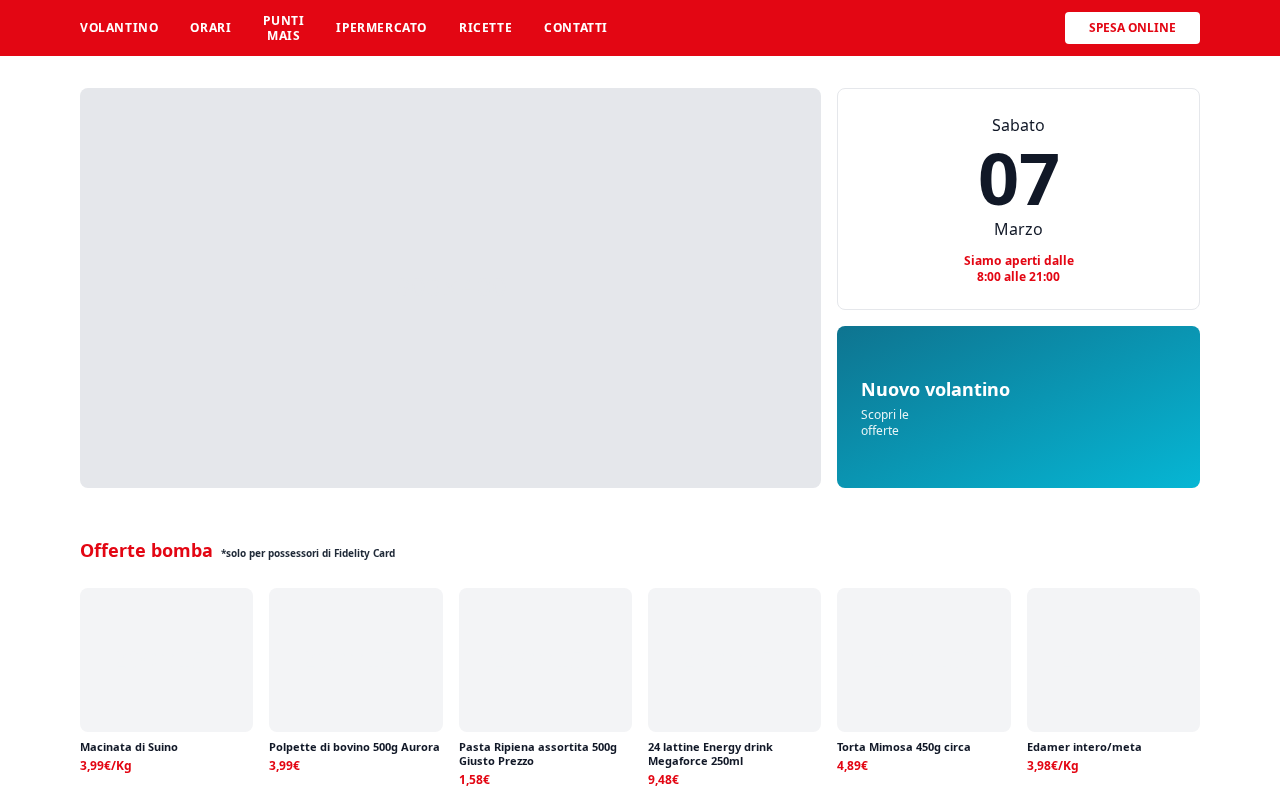 VOLANTINO
ORARI
PUNTI
MAIS
IPERMERCATO
RICETTE
CONTATTI
SPESA ONLINE
Sabato
07
Marzo
Siamo aperti dalle
8:00 alle 21:00
Nuovo volantino
Scopri le
offerte
Offerte bomba *solo per possessori di Fidelity Card
Macinata di Suino
3,99€/Kg
Polpette di bovino 500g Aurora
3,99€
Pasta Ripiena assortita 500g
Giusto Prezzo
1,58€
24 lattine Energy drink
Megaforce 250ml
9,48€
Torta Mimosa 450g circa
4,89€
Edamer intero/meta
3,98€/Kg